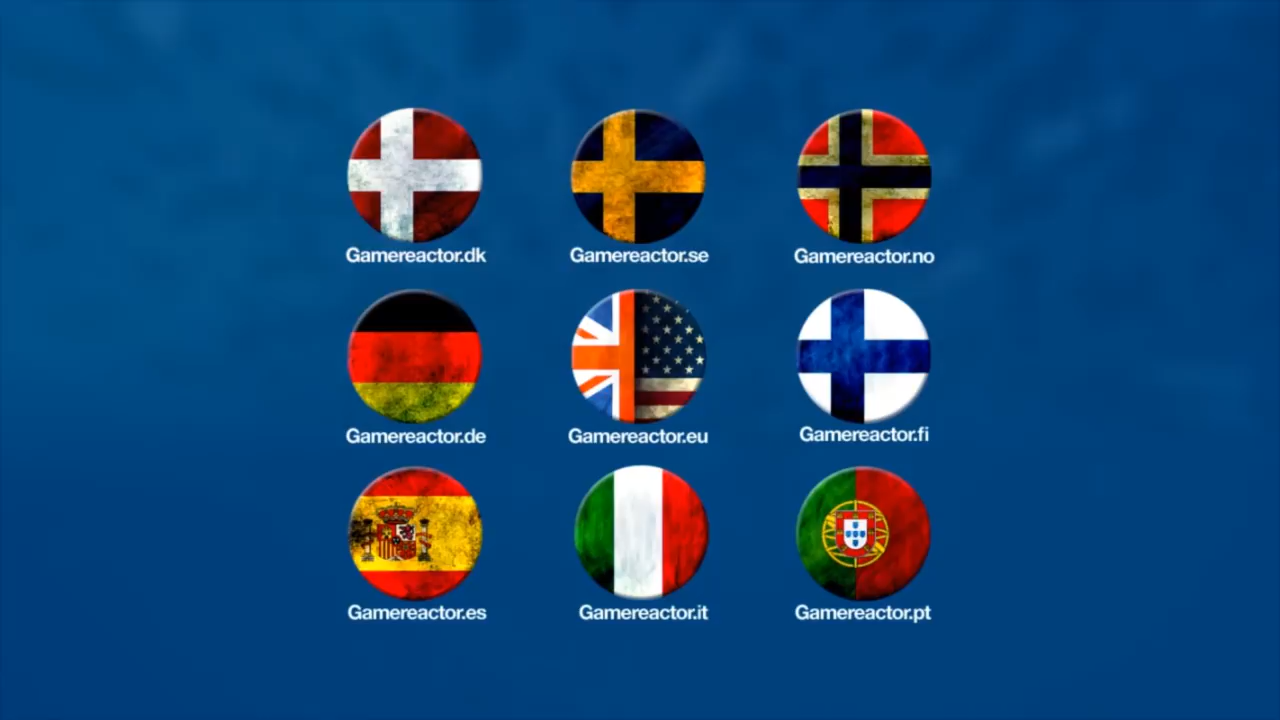 Gamereactor.dk
Gamereactor.se
Gamereactor.no
Gamereactor.de
Gamereactor.eu
Gamereactor.fi
Gamereactor.es
Gamereactor.it
Gamereactor.pt